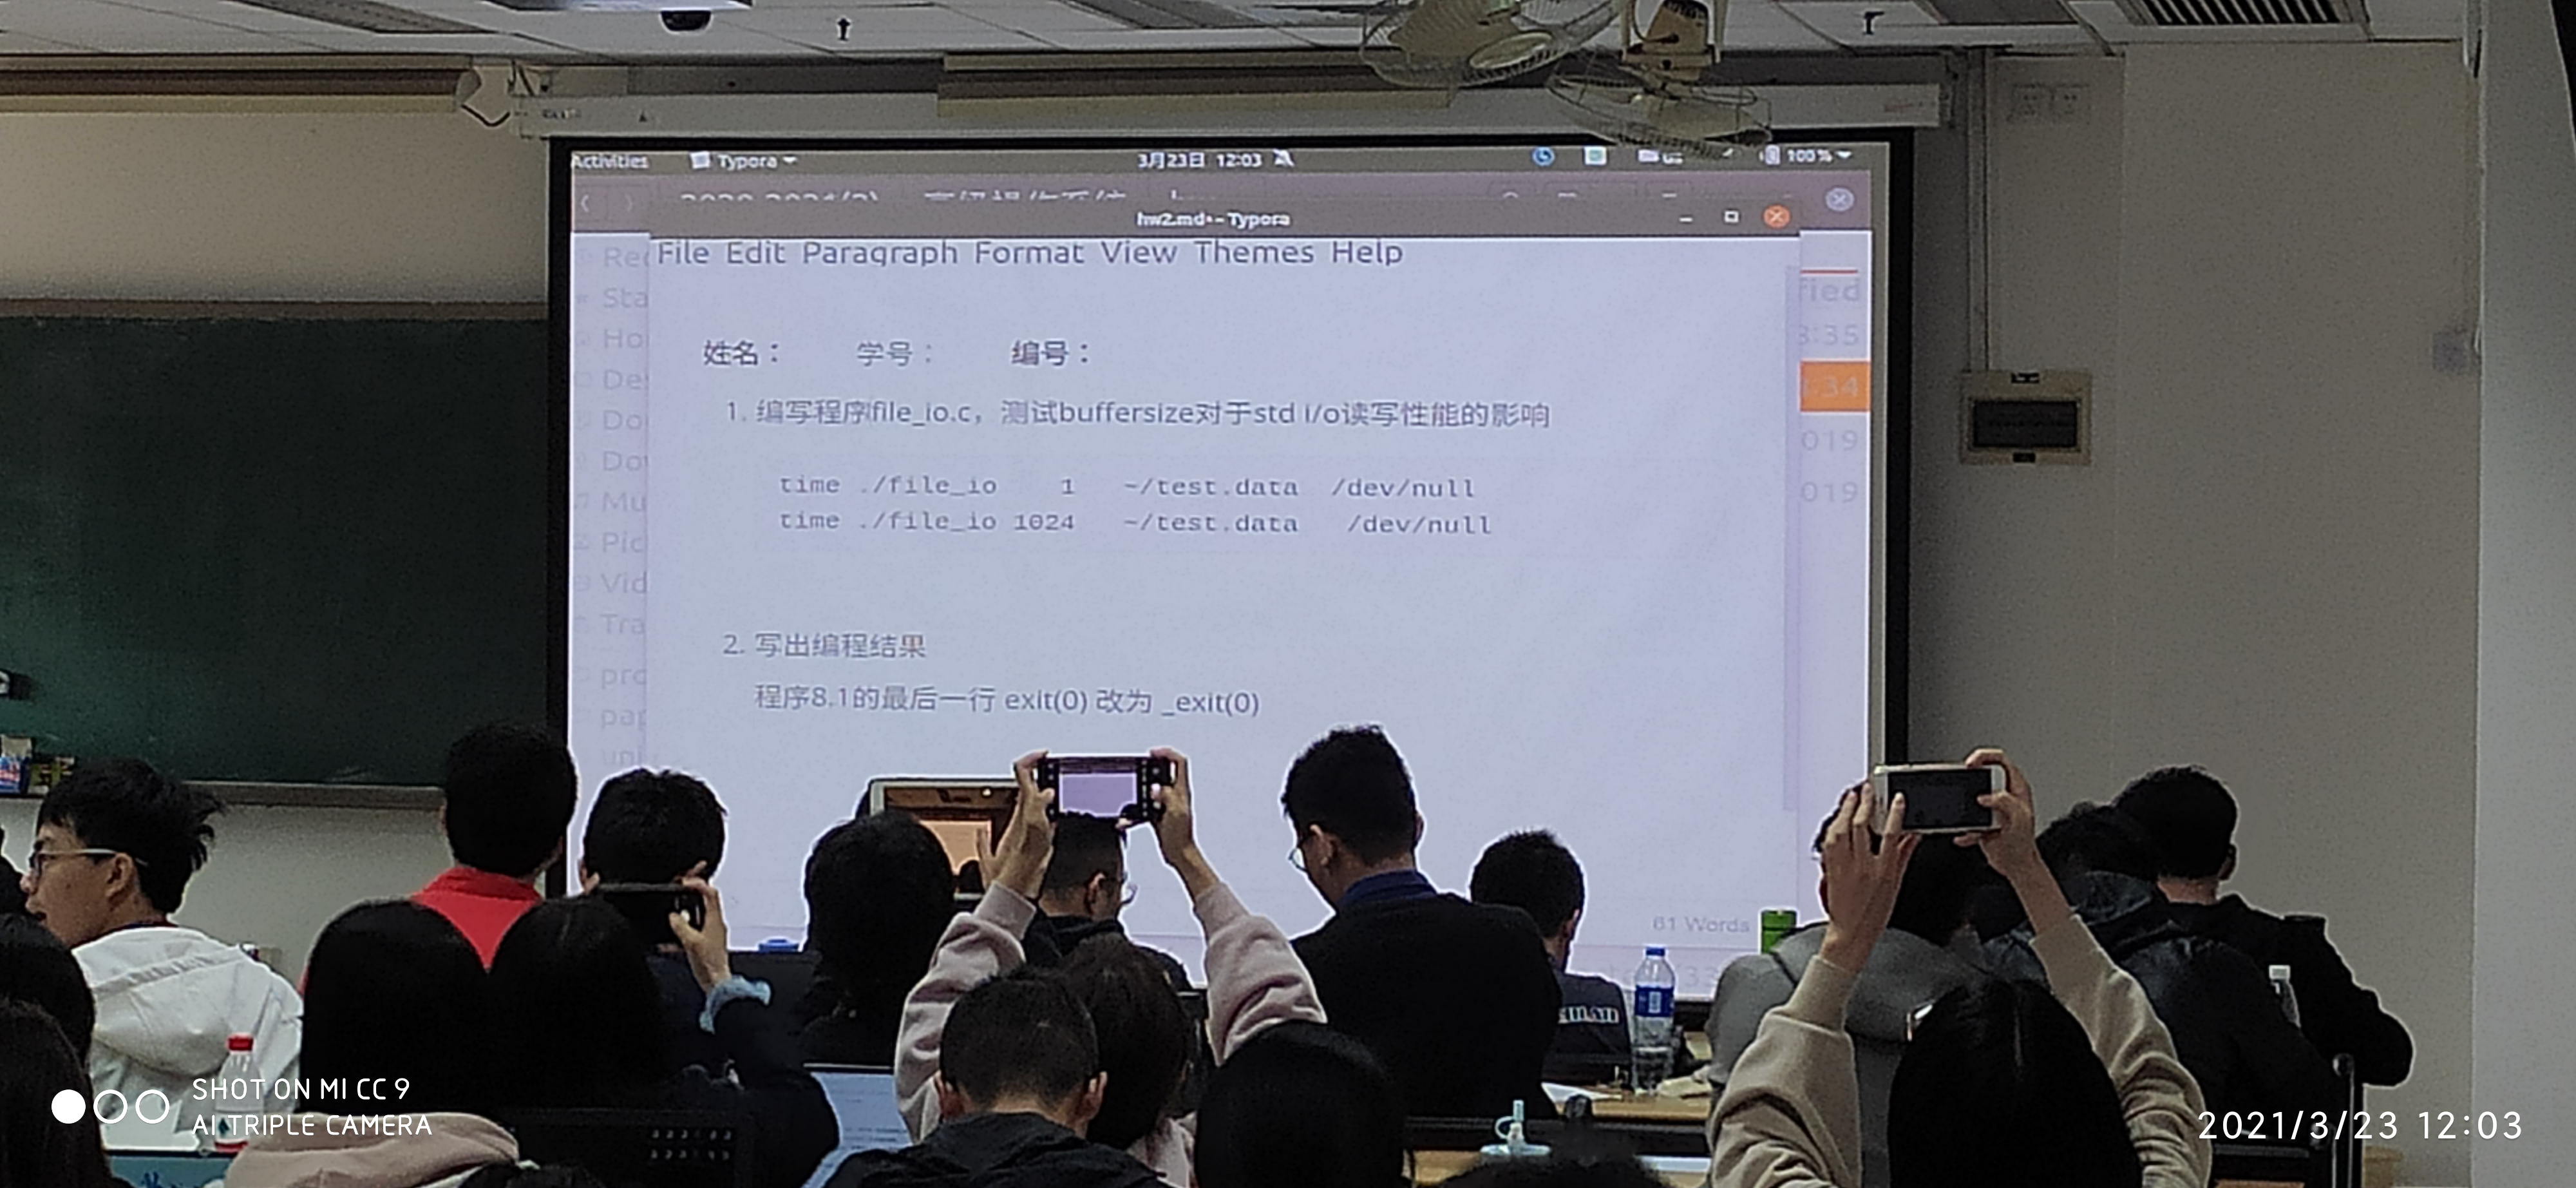 Activities Typora 3月23日 12:03 100%
hw2.md• - Typora
File Edit Paragraph Format View Themes Help
姓名： 学号： 编号：
1. 编写程序file_io.c，测试buffersize对于std i/o读写性能的影响
time ./file_io 1 ~/test.data /dev/null
time ./file_io 1024 ~/test.data /dev/null
2. 写出编程结果
程序8.1的最后一行 exit(0) 改为 _exit(0)
61 Words
Rec
Sta
Ho
Des
Do
Dov
Mu
Pic
Vid
Tra
pro
par
uni
fied
3:35
:34
019
019
SHOT ON MI CC 9
AI TRIPLE CAMERA
2021/3/23 12:03